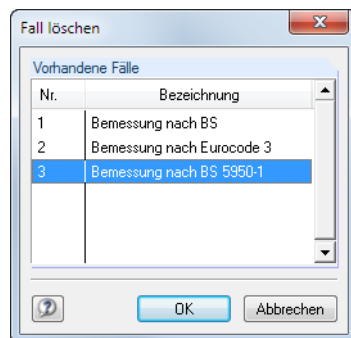 Fall löschen
Vorhandene Fälle
Nr. Bezeichnung
1 Bemessung nach BS
2 Bemessung nach Eurocode 3
3 Bemessung nach BS 5950-1
OK Abbrechen